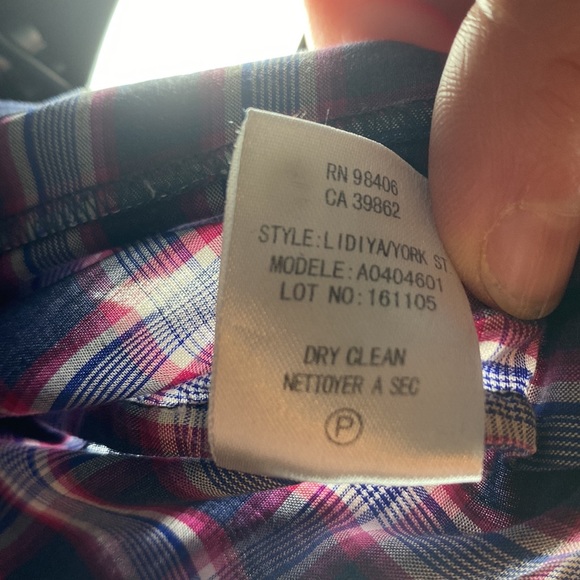 RN 98406
CA 39862
STYLE:LIDIYA/YORK ST
MODELE: A0404601
LOT NO: 161105
DRY CLEAN
NETTOYER A SEC
P